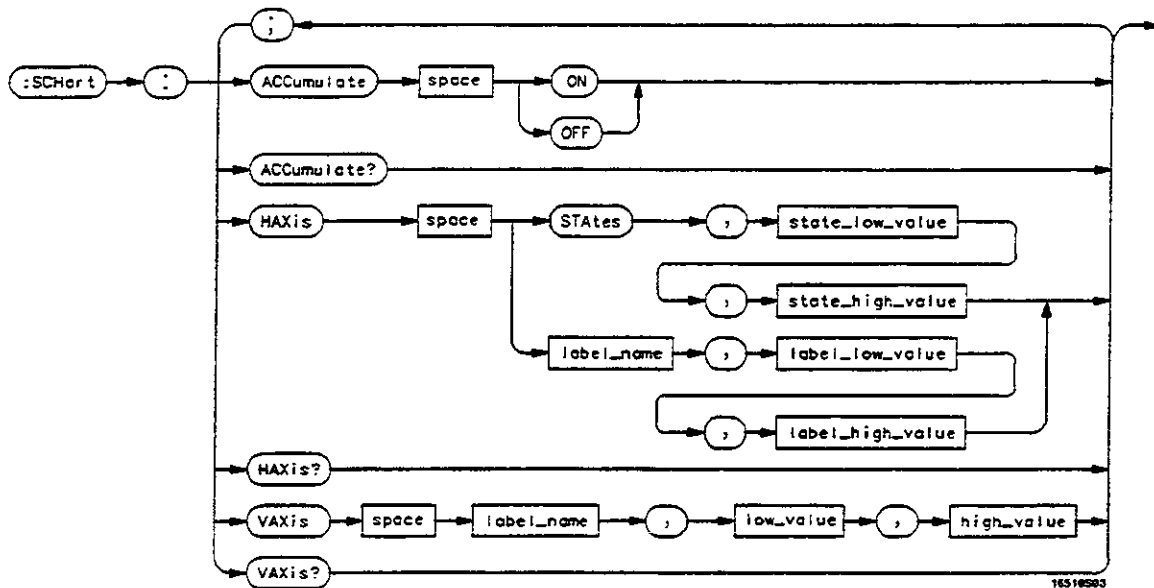 ;
:SCHart : ACCumulate space ON
OFF
ACCumulate?
HAXis space STAtes , state_low_value
, state_high_value
label_name , label_low_value
, label_high_value
HAXis?
VAXis space label_name , low_value , high_value
VAXis?